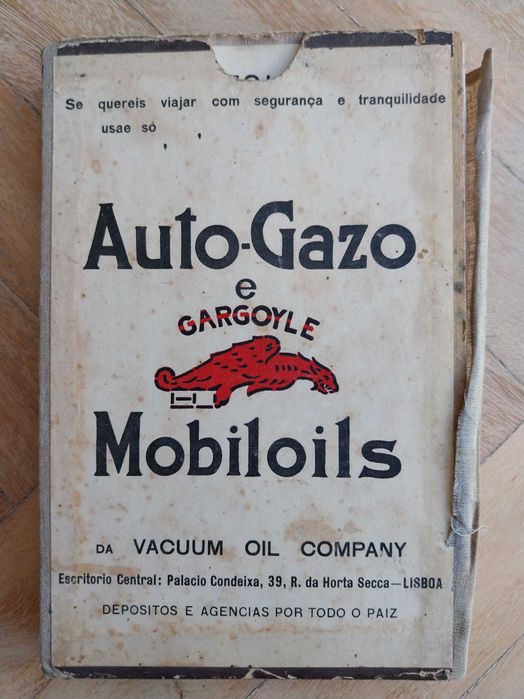 Se quereis viajar com segurança e tranquilidade
usae só
Auto-Gazo
e
GARGOYLE
Mobiloils
DA VACUUM OIL COMPANY
Escritorio Central: Palacio Condeixa, 39, R. da Horta Secca—LISBOA
DEPOSITOS E AGENCIAS POR TODO O PAIZ